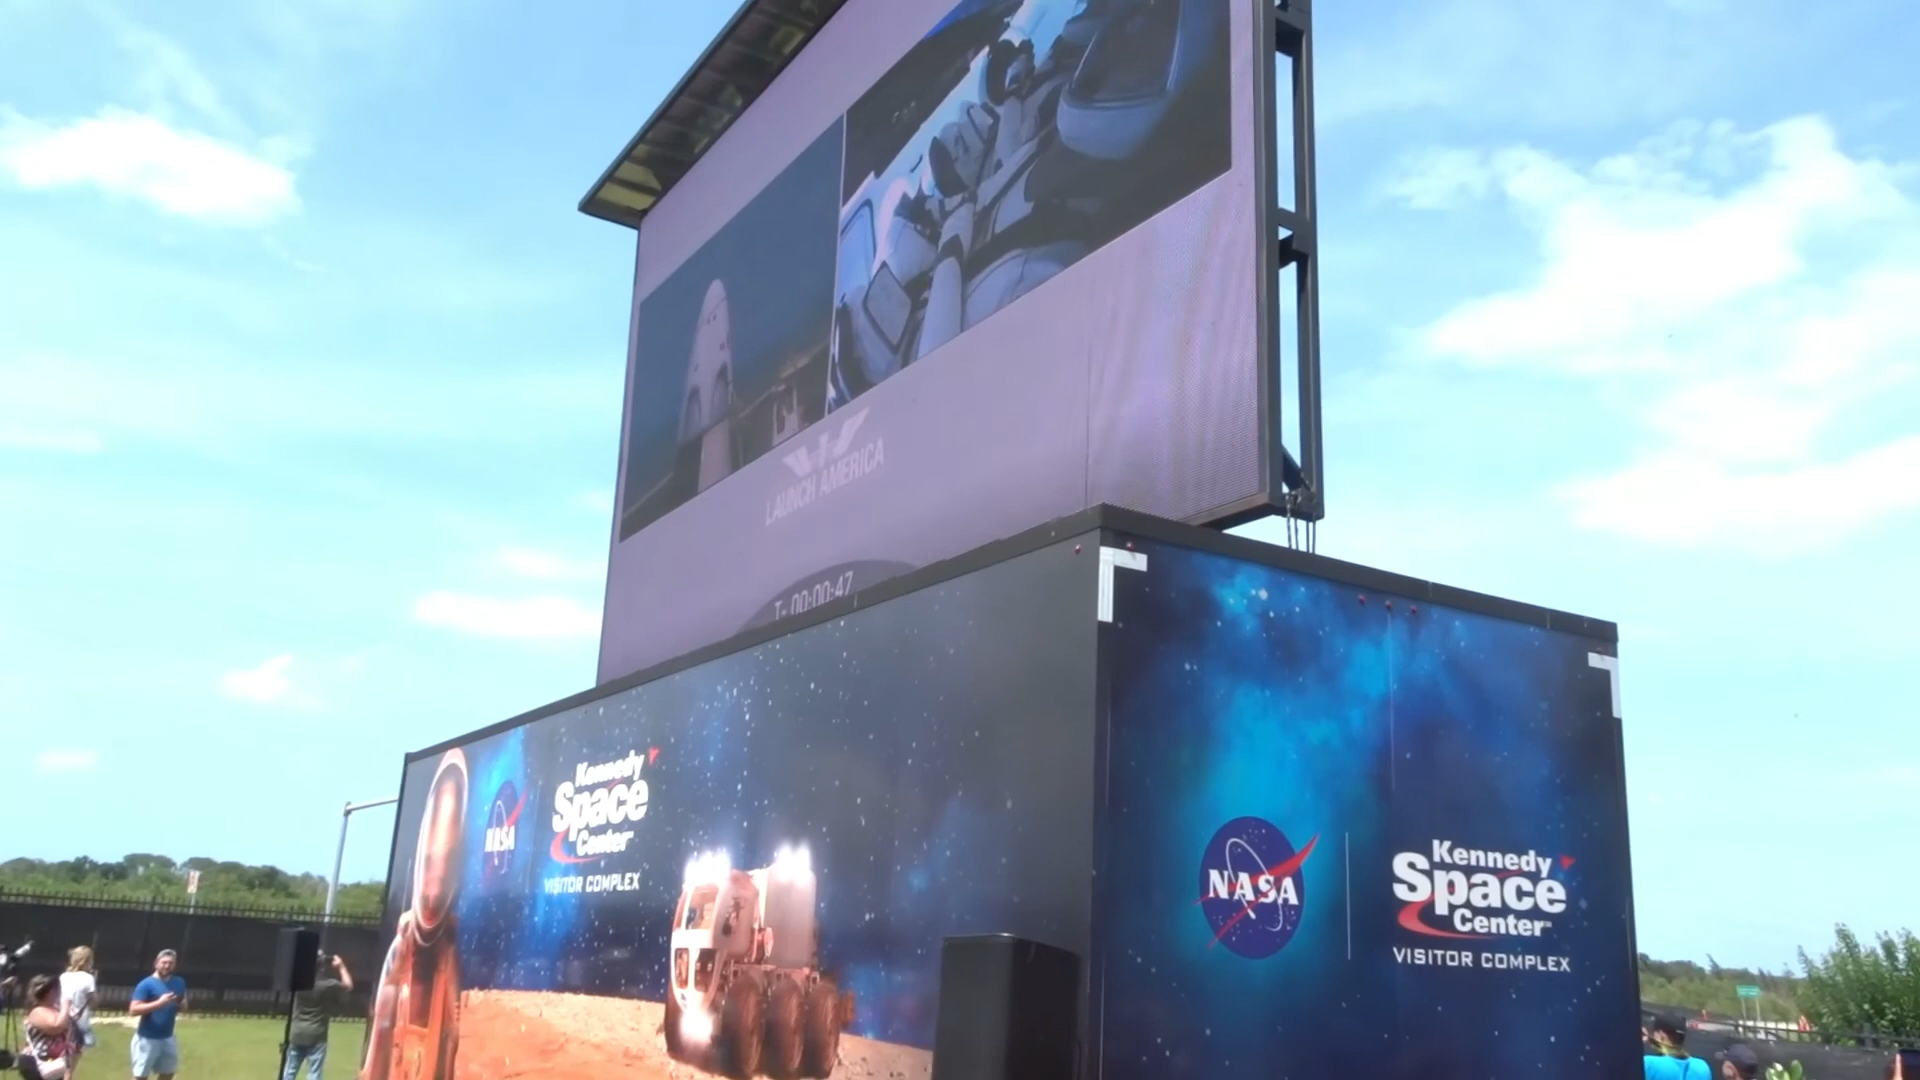 LAUNCH AMERICA
T- 00:00:47
NASA
Kennedy
Space
Center
VISITOR COMPLEX
NASA
Kennedy
Space
Center
VISITOR COMPLEX